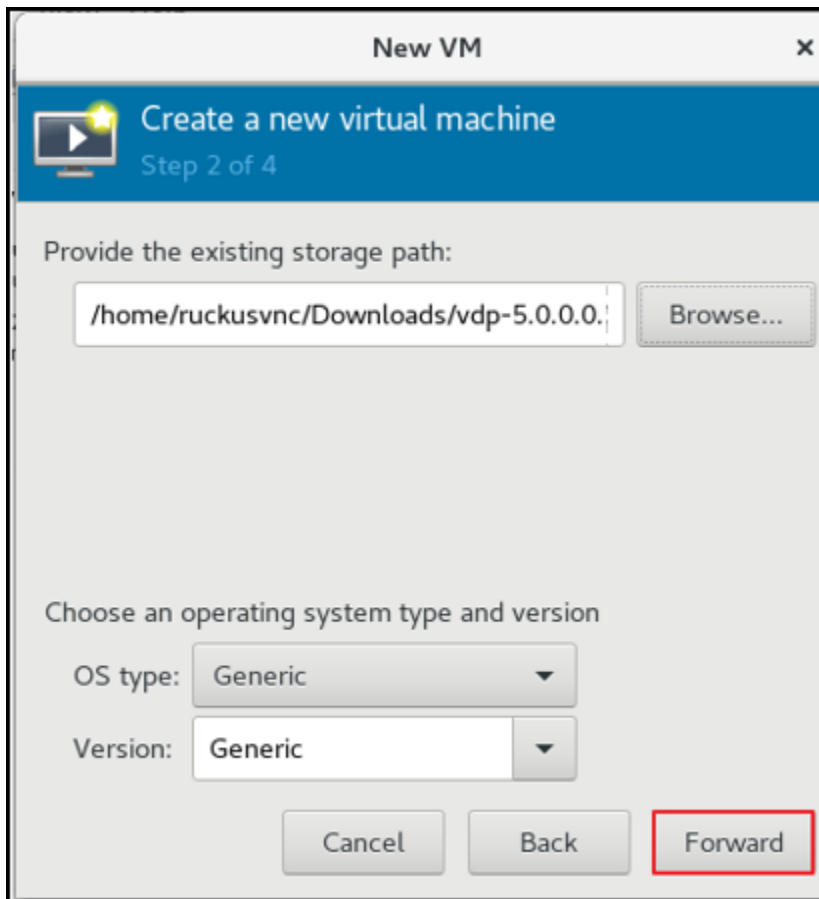 New VM
Create a new virtual machine
Step 2 of 4
Provide the existing storage path:
/home/ruckusvnc/Downloads/vdp-5.0.0.0. Browse...
Choose an operating system type and version
OS type: Generic
Version: Generic
Cancel Back Forward